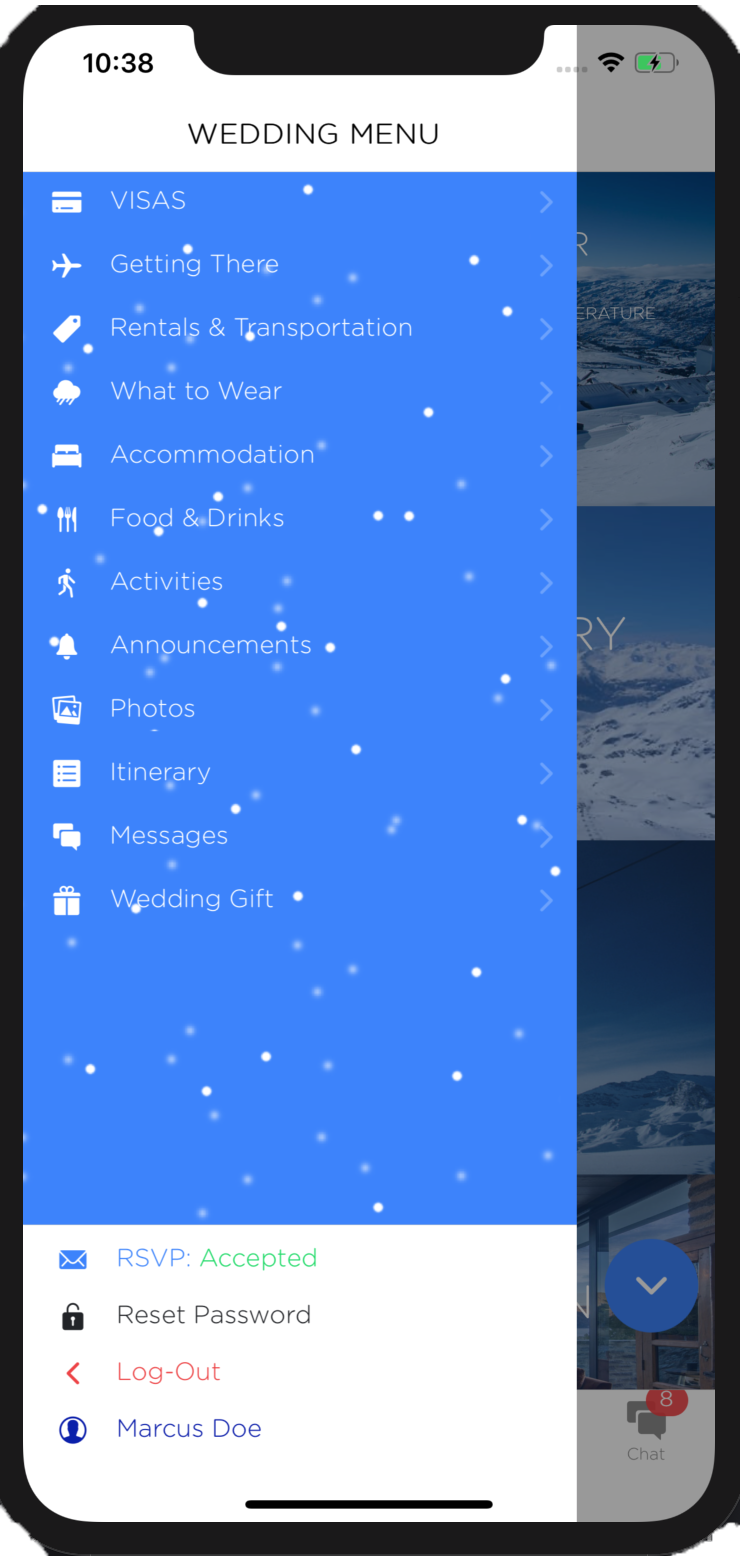 10:38
WEDDING MENU
VISAS
Getting There
Rentals & Transportation
What to Wear
Accommodation
Food & Drinks
Activities
Announcements
Photos
Itinerary
Messages
Wedding Gift
R
ERATURE
RY
N
RSVP: Accepted
Reset Password
Log-Out
Marcus Doe
8
Chat